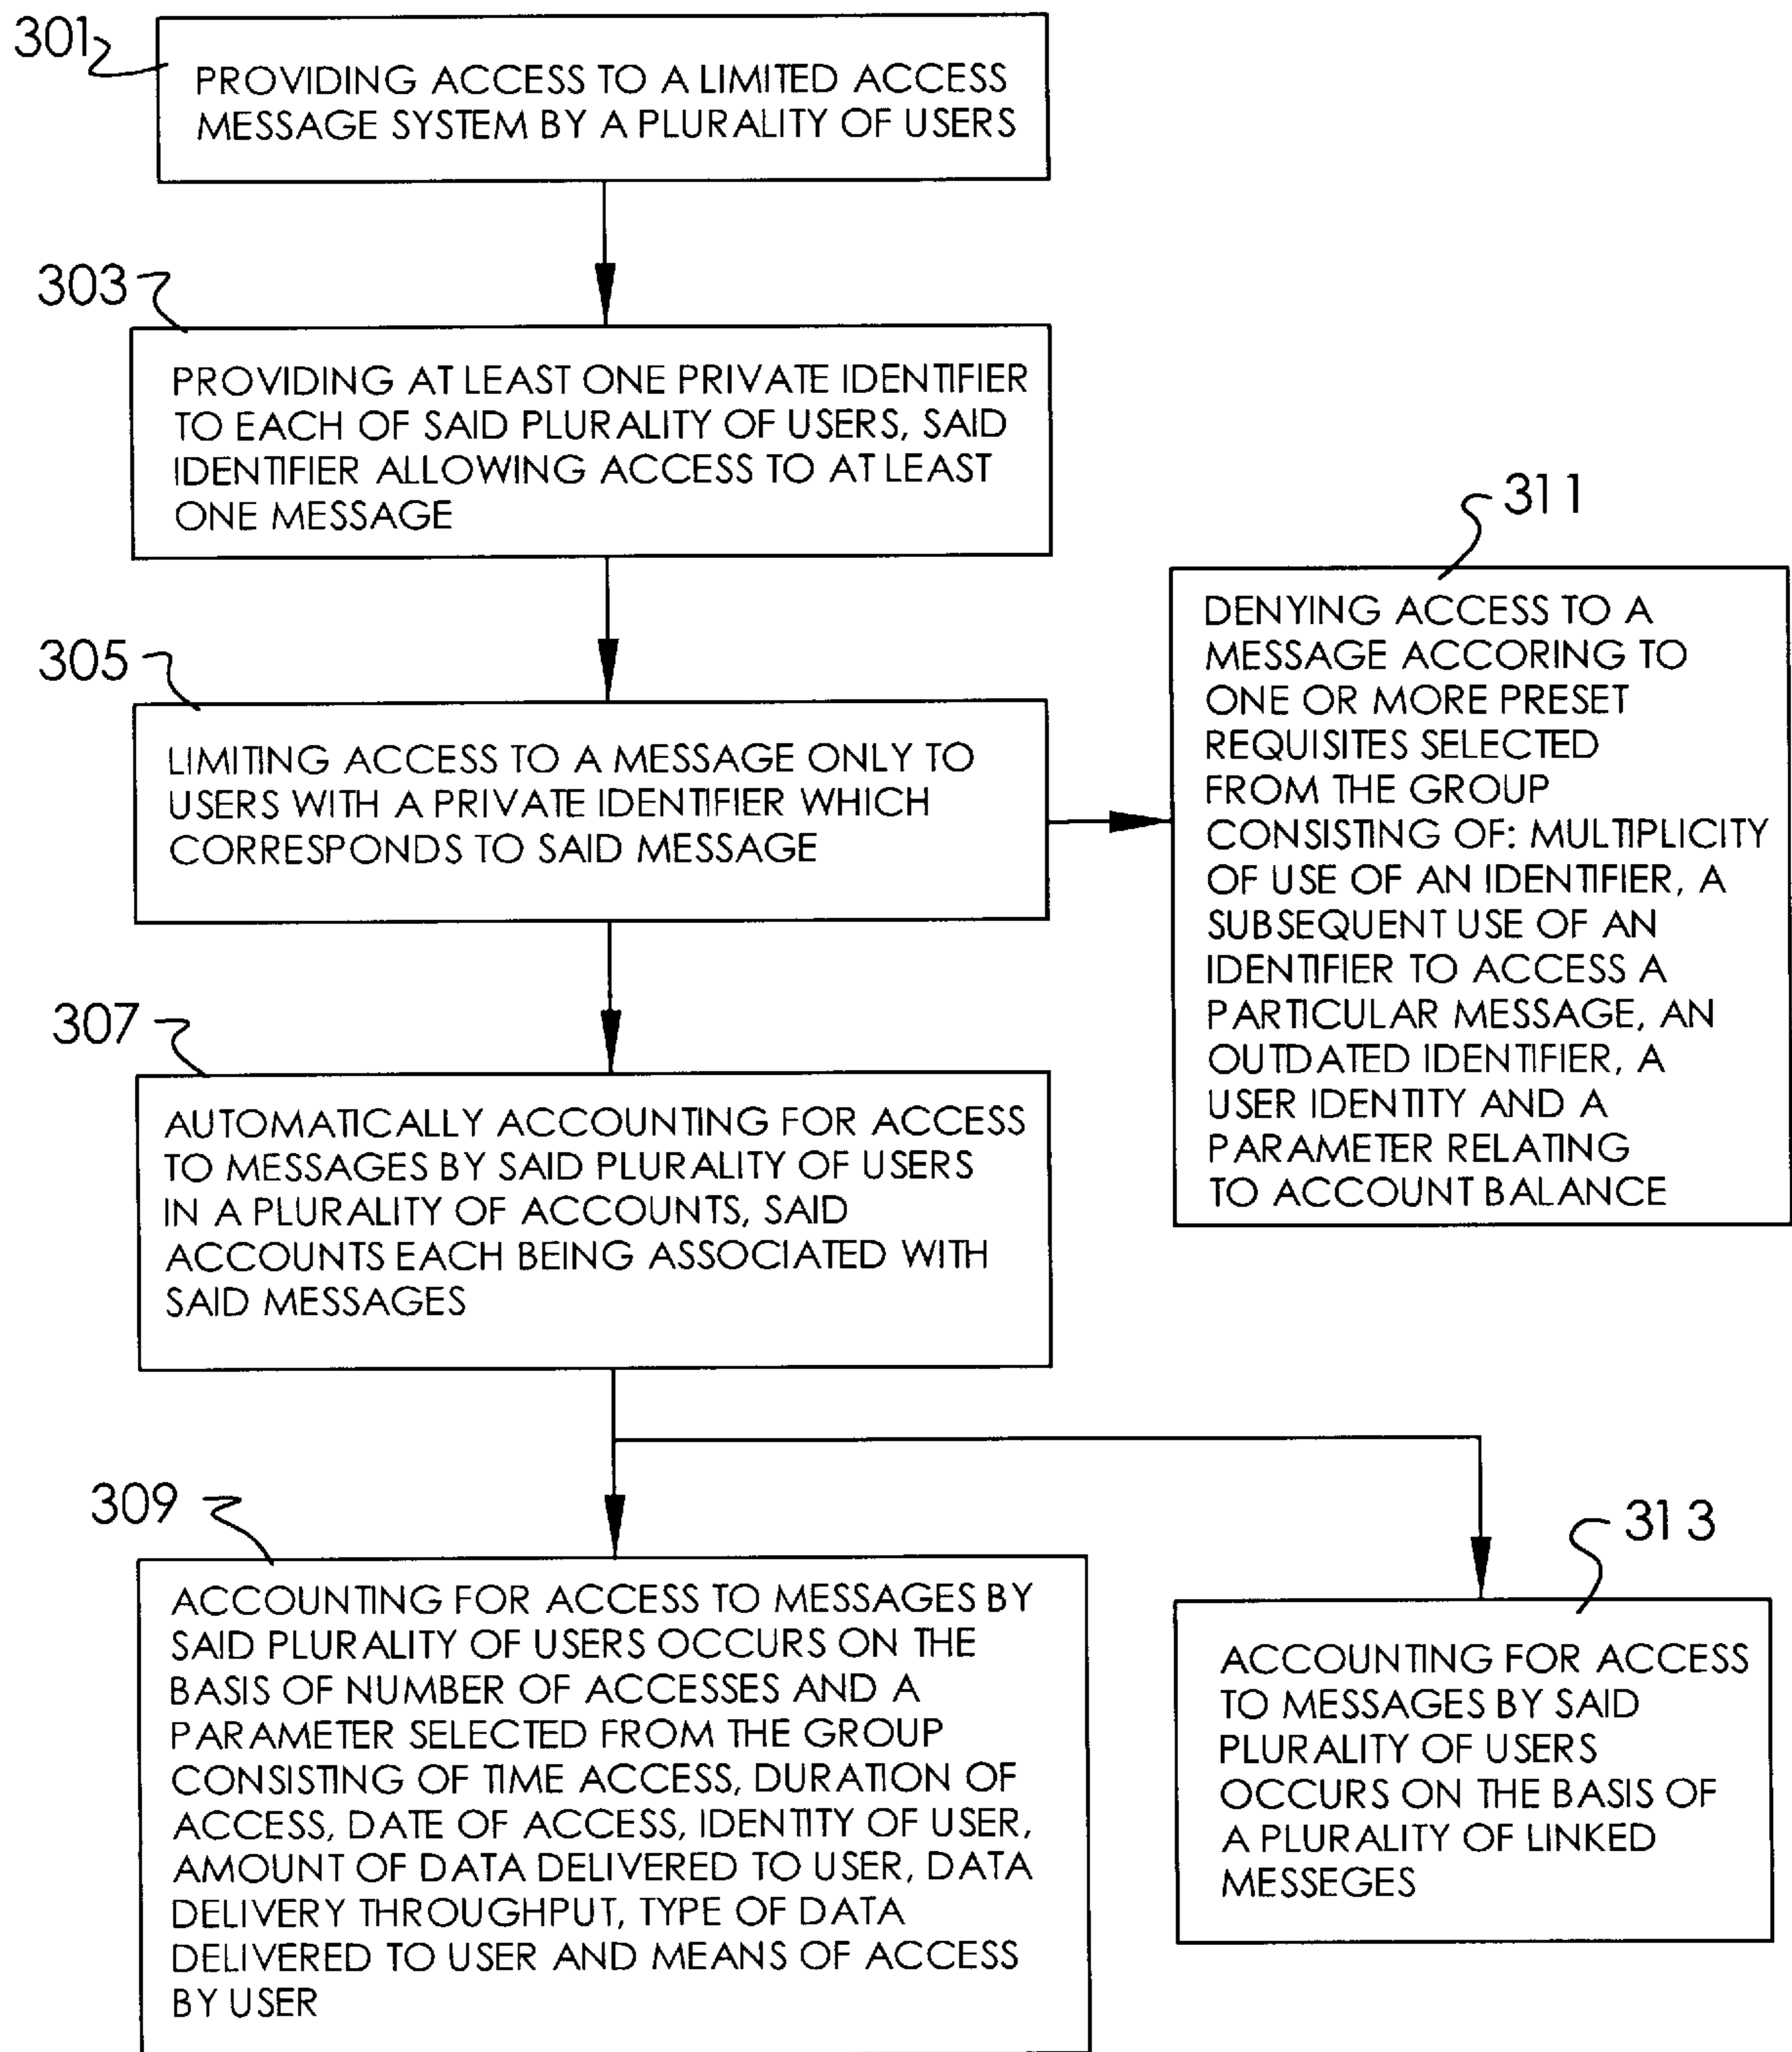 301
PROVIDING ACCESS TO A LIMITED ACCESS
MESSAGE SYSTEM BY A PLURALITY OF USERS
303
PROVIDING AT LEAST ONE PRIVATE IDENTIFIER
TO EACH OF SAID PLURALITY OF USERS, SAID
IDENTIFIER ALLOWING ACCESS TO AT LEAST
ONE MESSAGE
305
LIMITING ACCESS TO A MESSAGE ONLY TO
USERS WITH A PRIVATE IDENTIFIER WHICH
CORRESPONDS TO SAID MESSAGE
311
DENYING ACCESS TO A
MESSAGE ACCORING TO
ONE OR MORE PRESET
REQUISITES SELECTED
FROM THE GROUP
CONSISTING OF: MULTIPLICITY
OF USE OF AN IDENTIFIER, A
SUBSEQUENT USE OF AN
IDENTIFIER TO ACCESS A
PARTICULAR MESSAGE, AN
OUTDATED IDENTIFIER, A
USER IDENTITY AND A
PARAMETER RELATING
TO ACCOUNT BALANCE
307
AUTOMATICALLY ACCOUNTING FOR ACCESS
TO MESSAGES BY SAID PLURALITY OF USERS
IN A PLURALITY OF ACCOUNTS, SAID
ACCOUNTS EACH BEING ASSOCIATED WITH
SAID MESSAGES
309
ACCOUNTING FOR ACCESS TO MESSAGES BY
SAID PLURALITY OF USERS OCCURS ON THE
BASIS OF NUMBER OF ACCESSES AND A
PARAMETER SELECTED FROM THE GROUP
CONSISTING OF TIME ACCESS, DURATION OF
ACCESS, DATE OF ACCESS, IDENTITY OF USER,
AMOUNT OF DATA DELIVERED TO USER, DATA
DELIVERY THROUGHPUT, TYPE OF DATA
DELIVERED TO USER AND MEANS OF ACCESS
BY USER
313
ACCOUNTING FOR ACCESS
TO MESSAGES BY SAID
PLURALITY OF USERS
OCCURS ON THE BASIS OF
A PLURALITY OF LINKED
MESSEGES